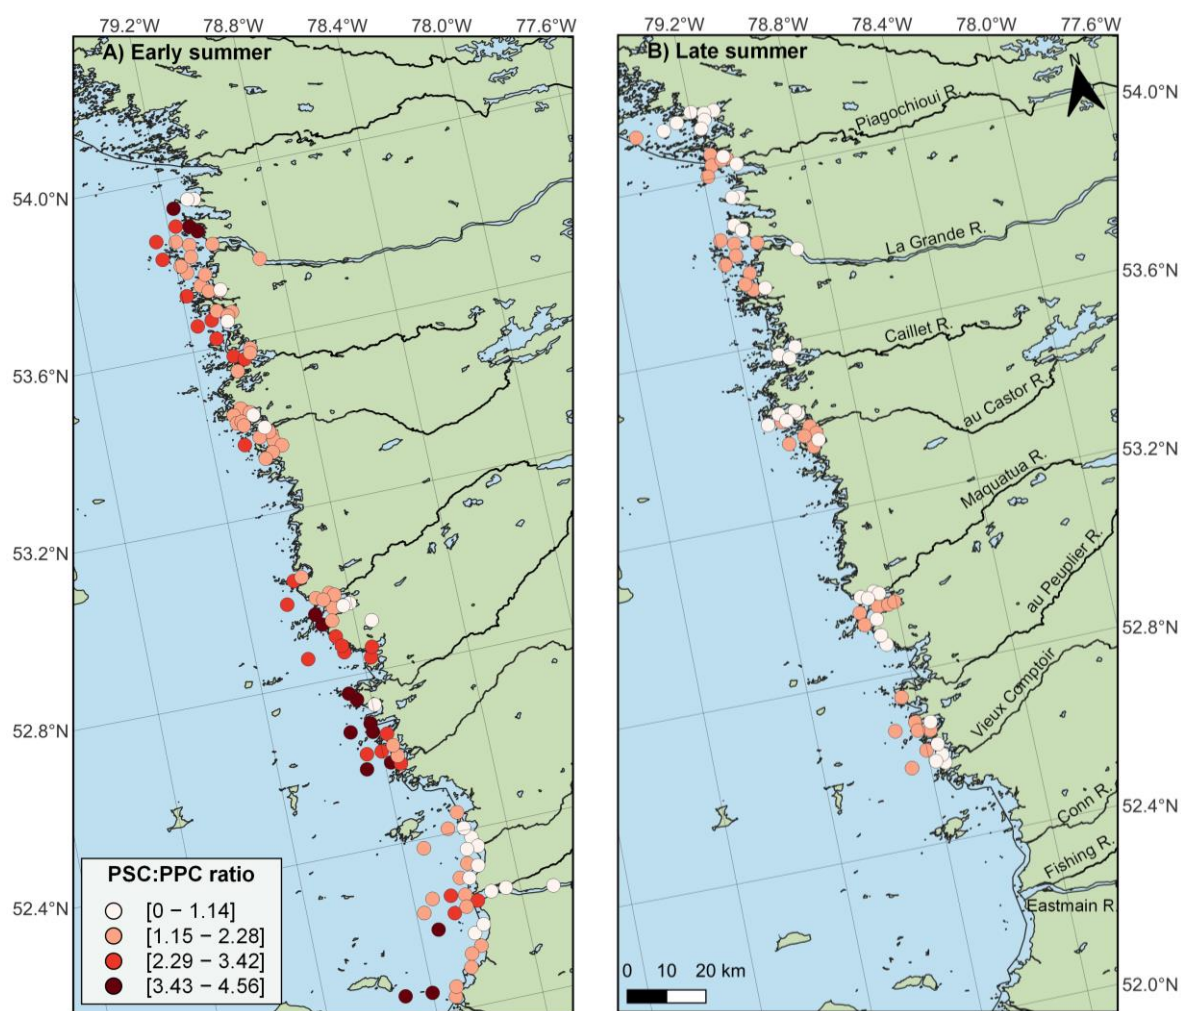 79.2°W 78.8°W 78.4°W 78.0°W 77.6°W
79.2°W 78.8°W 78.4°W 78.0°W 77.6°W
A) Early summer
B) Late summer
N
54.0°N
Piagochioui R.
54.0°N
La Grande R.
53.6°N
Caillet R.
53.6°N
au Castor R.
53.2°N
Maquatua R.
53.2°N
au Peuplier R.
52.8°N
Vieux Comptoir
52.8°N
Conn R.
52.4°N
Fishing R.
Eastmain R.
52.4°N
PSC:PPC ratio
[0 – 1.14]
[1.15 – 2.28]
[2.29 – 3.42]
[3.43 – 4.56]
0 10 20 km
52.0°N